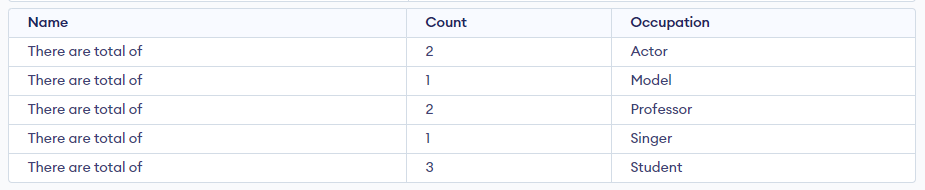 Name Count Occupation
There are total of 2 Actor
There are total of 1 Model
There are total of 2 Professor
There are total of 1 Singer
There are total of 3 Student